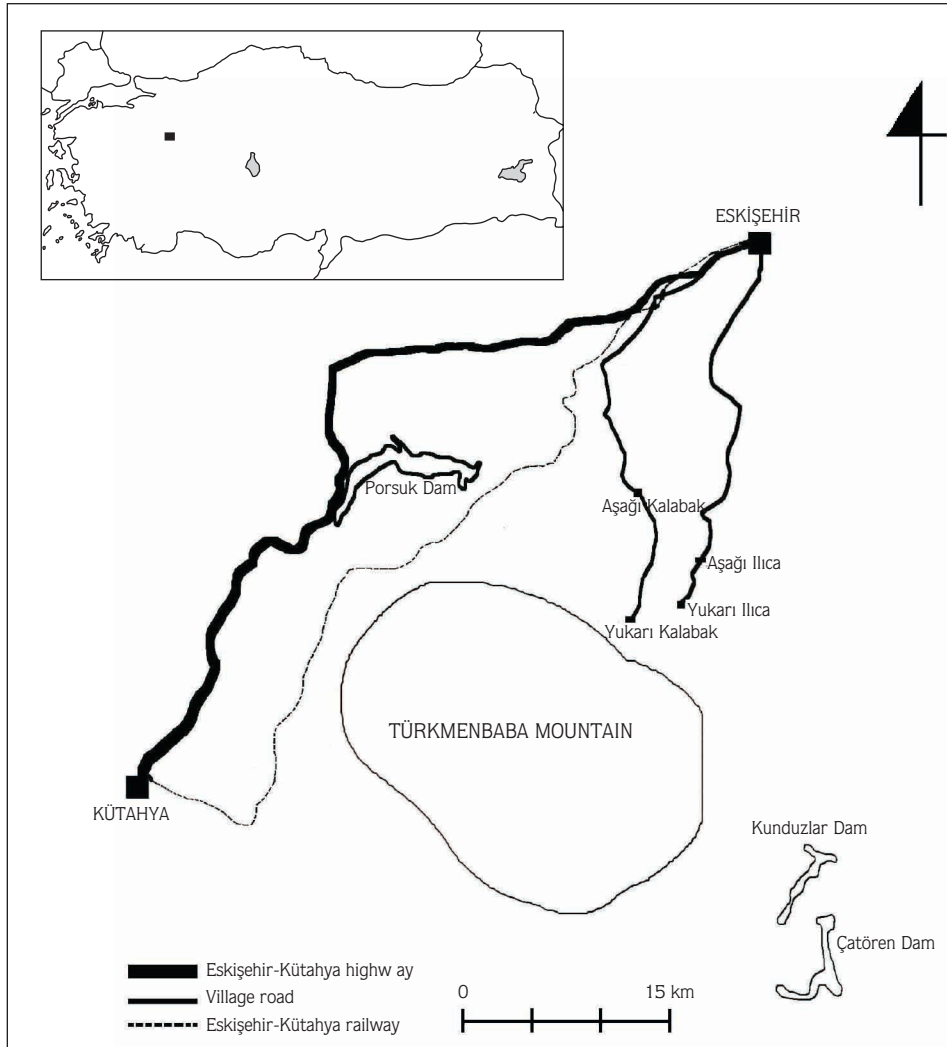 ESKİŞEHİR
Porsuk Dam
Aşağı Kalabak
Aşağı Ilıca
Yukarı Ilıca
Yukarı Kalabak
TÜRKMENBABA MOUNTAIN
KÜTAHYA
Kunduzlar Dam
Çatören Dam
Eskişehir-Kütahya highw ay
Village road
Eskişehir-Kütahya railway
0 15 km